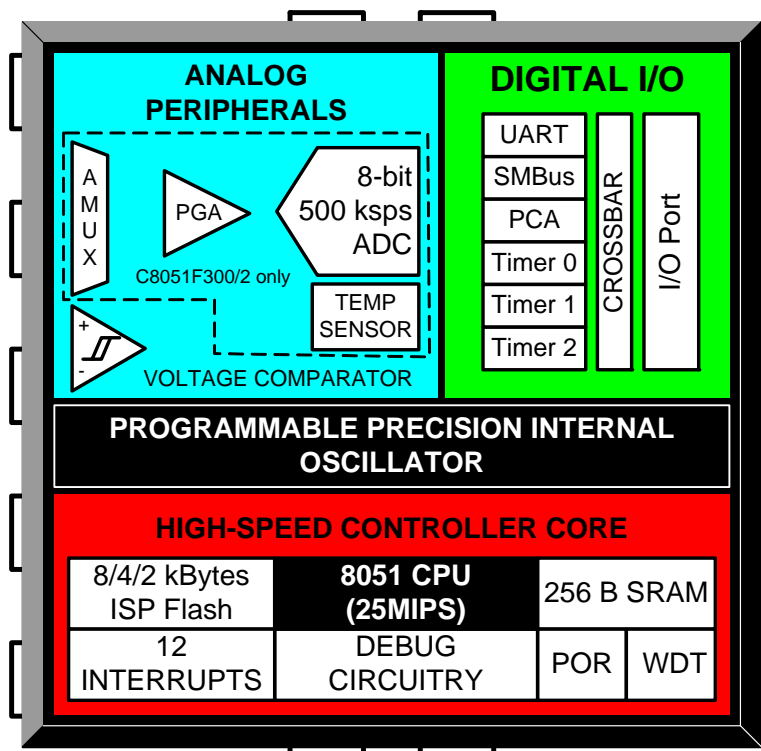 ANALOG
PERIPHERALS
A
M
U
X
PGA
8-bit
500 ksps
ADC
C8051F300/2 only
TEMP
SENSOR
+
-
VOLTAGE COMPARATOR
DIGITAL I/O
UART
SMBus
PCA
Timer 0
Timer 1
Timer 2
CROSSBAR
I/O Port
PROGRAMMABLE PRECISION INTERNAL
OSCILLATOR
HIGH-SPEED CONTROLLER CORE
8/4/2 kBytes
ISP Flash
8051 CPU
(25MIPS)
256 B SRAM
12
INTERRUPTS
DEBUG
CIRCUITRY
POR
WDT